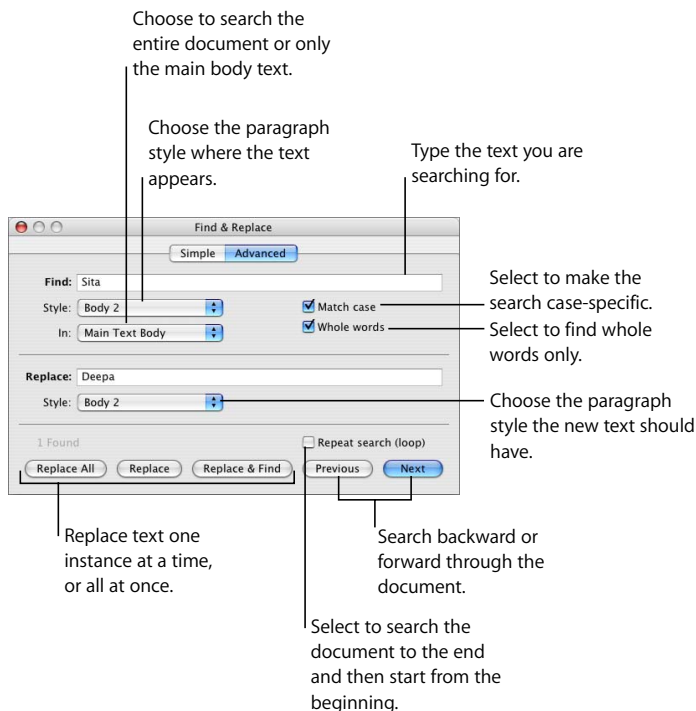 Choose to search the
entire document or only
the main body text.
Choose the paragraph
style where the text
appears.
Type the text you are
searching for.
Find & Replace
Simple Advanced
Find: Sita
Style: Body 2
Match case
In: Main Text Body
Whole words
Select to make the
search case-specific.
Select to find whole
words only.
Replace: Deepa
Style: Body 2
Choose the paragraph
style the new text should
have.
1 Found
Repeat search (loop)
Replace All Replace Replace & Find Previous Next
Replace text one
instance at a time,
or all at once.
Search backward or
forward through the
document.
Select to search the
document to the end
and then start from the
beginning.